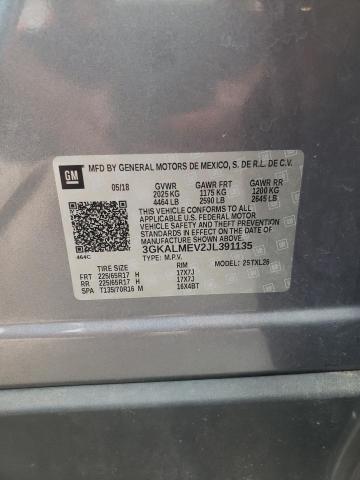 GM
MFD BY GENERAL MOTORS DE MEXICO, S. DE R.L. DE C.V.
05/18 GVWR GAWR FRT GAWR RR
2025 KG 1175 KG 1200 KG
4464 LB 2590 LB 2645 LB
THIS VEHICLE CONFORMS TO ALL
APPLICABLE U.S. FEDERAL MOTOR
VEHICLE SAFETY, BUMPER, AND THEFT
PREVENTION STANDARDS IN EFFECT ON
THE DATE OF MANUFACTURE SHOWN ABOVE.
3GKALMEV2JL391135
464C TYPE: M.P.V.
TIRE SIZE RIM MODEL: 2STXL26
FRT 225/65R17 H 17X7J
RR 225/65R17 H 17X7J
SPA T135/70R16 M 16X4BT